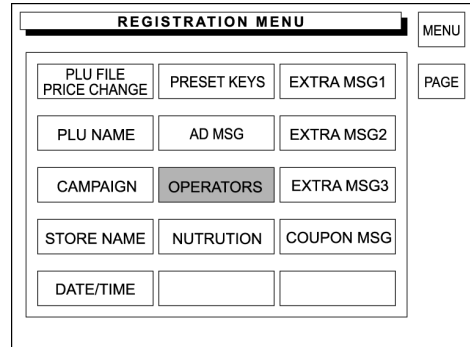 REGISTRATION MENU
MENU
PLU FILE
PRICE CHANGE
PRESET KEYS
EXTRA MSG1
PAGE
PLU NAME
AD MSG
EXTRA MSG2
CAMPAIGN
OPERATORS
EXTRA MSG3
STORE NAME
NUTRUTION
COUPON MSG
DATE/TIME